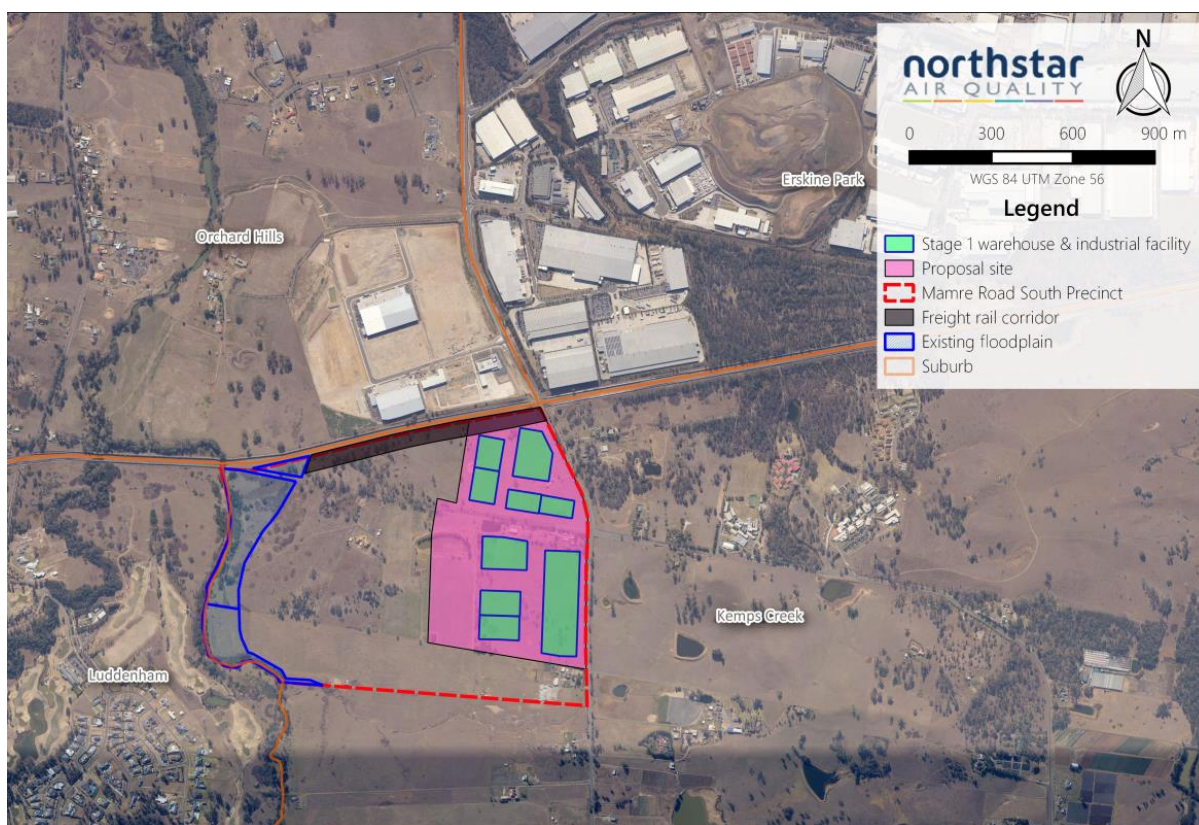 northstar
AIR QUALITY
N
0 300 600 900 m
WGS 84 UTM Zone 56
Legend
Stage 1 warehouse & industrial facility
Proposal site
Mamre Road South Precinct
Freight rail corridor
Existing floodplain
Suburb
Erskine Park
Orchard Hills
Kemps Creek
Luddenham